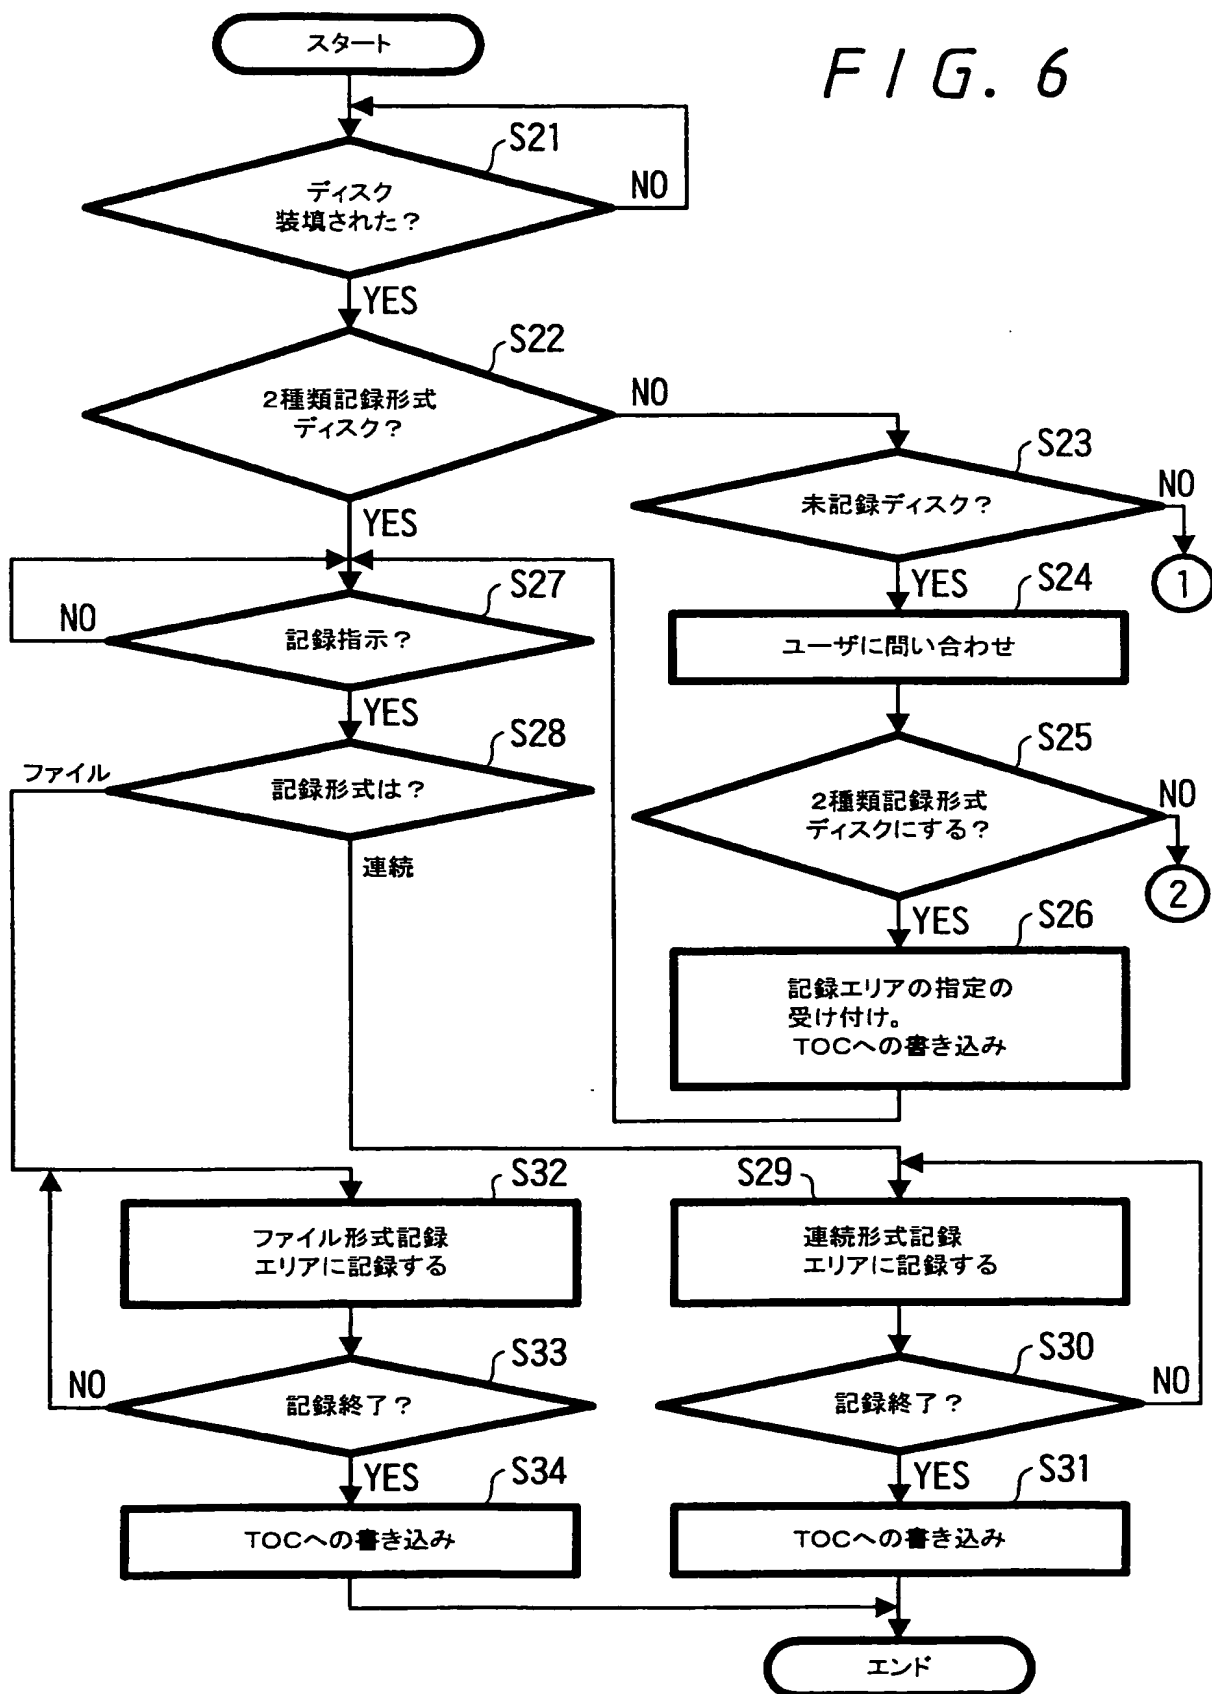 スタート
FIG. 6
S21
ディスク
装填された？
NO
YES
S22
2種類記録形式
ディスク？
NO
S23
未記録ディスク？
NO
YES
YES
1
S27
S24
NO
記録指示？
ユーザに問い合わせ
YES
S28
S25
ファイル
記録形式は？
2種類記録形式
ディスクにする？
NO
連続
2
YES
S26
記録エリアの指定の
受け付け。
TOCへの書き込み
S32
S29
ファイル形式記録
エリアに記録する
連続形式記録
エリアに記録する
S33
S30
NO
記録終了？
記録終了？
NO
YES
S34
YES
S31
TOCへの書き込み
TOCへの書き込み
エンド